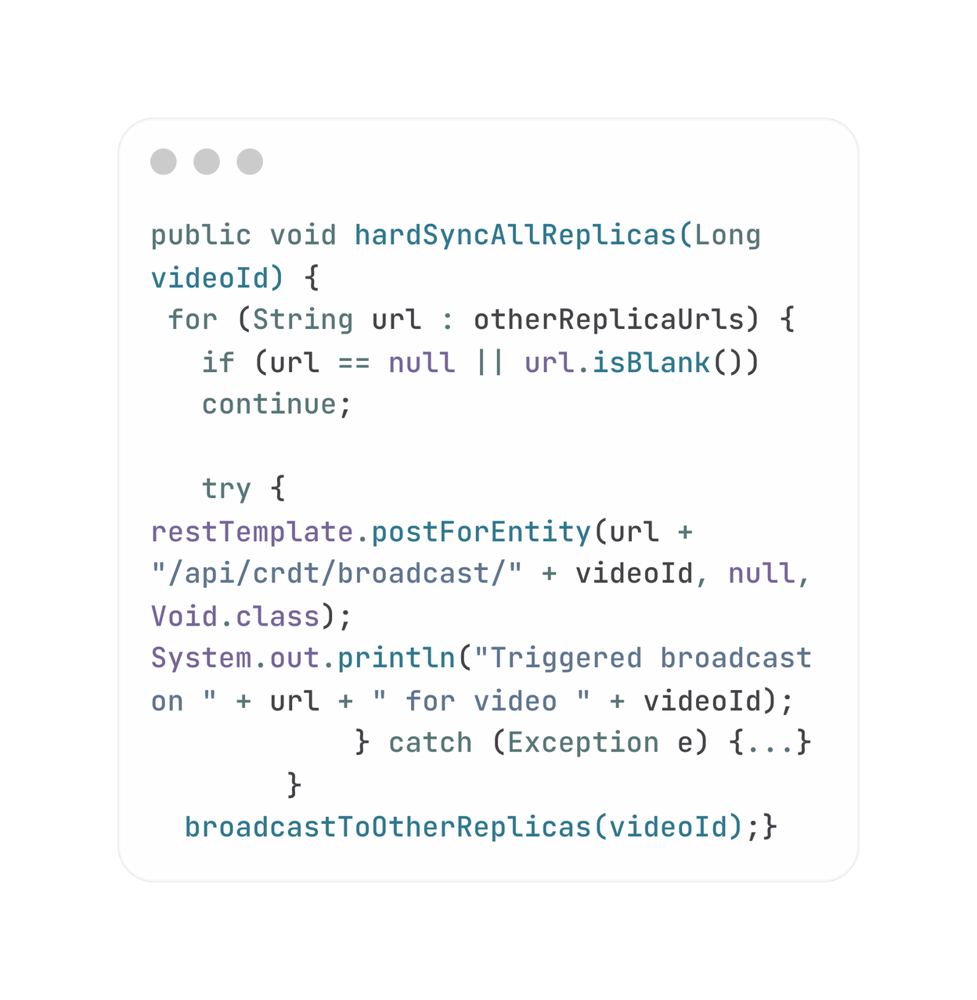 public void hardSyncAllReplicas(Long
videoId) {
 for (String url : otherReplicaUrls) {
   if (url == null || url.isBlank())
   continue;

   try {
restTemplate.postForEntity(url +
"/api/crdt/broadcast/" + videoId, null,
Void.class);
System.out.println("Triggered broadcast
on " + url + " for video " + videoId);
            } catch (Exception e) {...}
        }
  broadcastToOtherReplicas(videoId);}